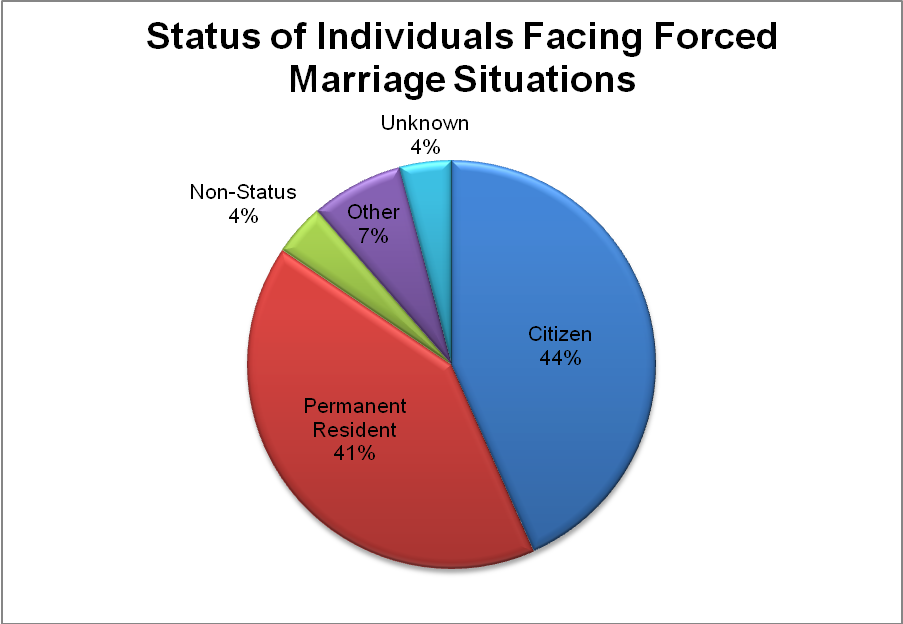 Status of Individuals Facing Forced
Marriage Situations
Unknown
4%
Non-Status
4%
Other
7%
Citizen
44%
Permanent
Resident
41%